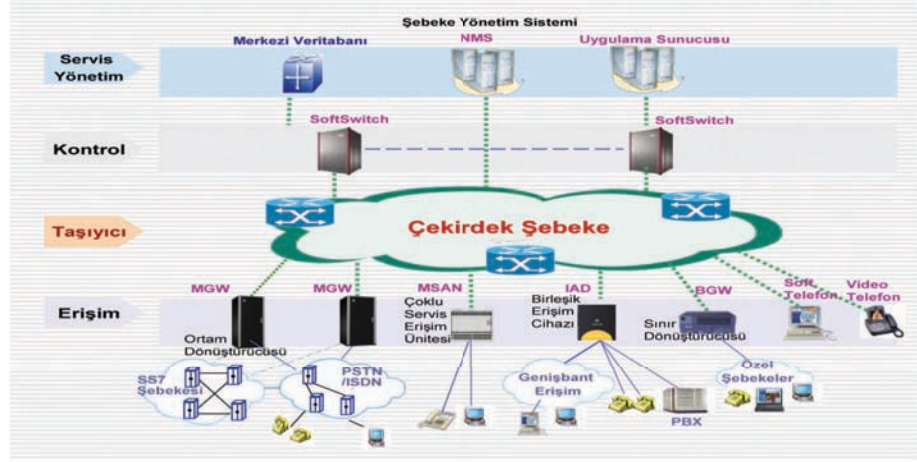 Şebeke Yönetim Sistemi
Merkezi Veritabanı
NMS
Uygulama Sunucusu
Servis
Yönetim
SoftSwitch
SoftSwitch
Kontrol
Taşıyıcı
Çekirdek Şebeke
MGW
MGW
MSAN
IAD
BGW
Soft
Telefon
Video
Telefon
Erişim
Ortam
Dönüştürücüsü
Çoklu
Servis
Erişim
Ünitesi
Birleşik
Erişim
Cihazı
Sınır
Dönüştürücü
SS7
Şebekesi
PSTN
/ISDN
Genişbant
Erişim
PBX
Özel
Şebekeler